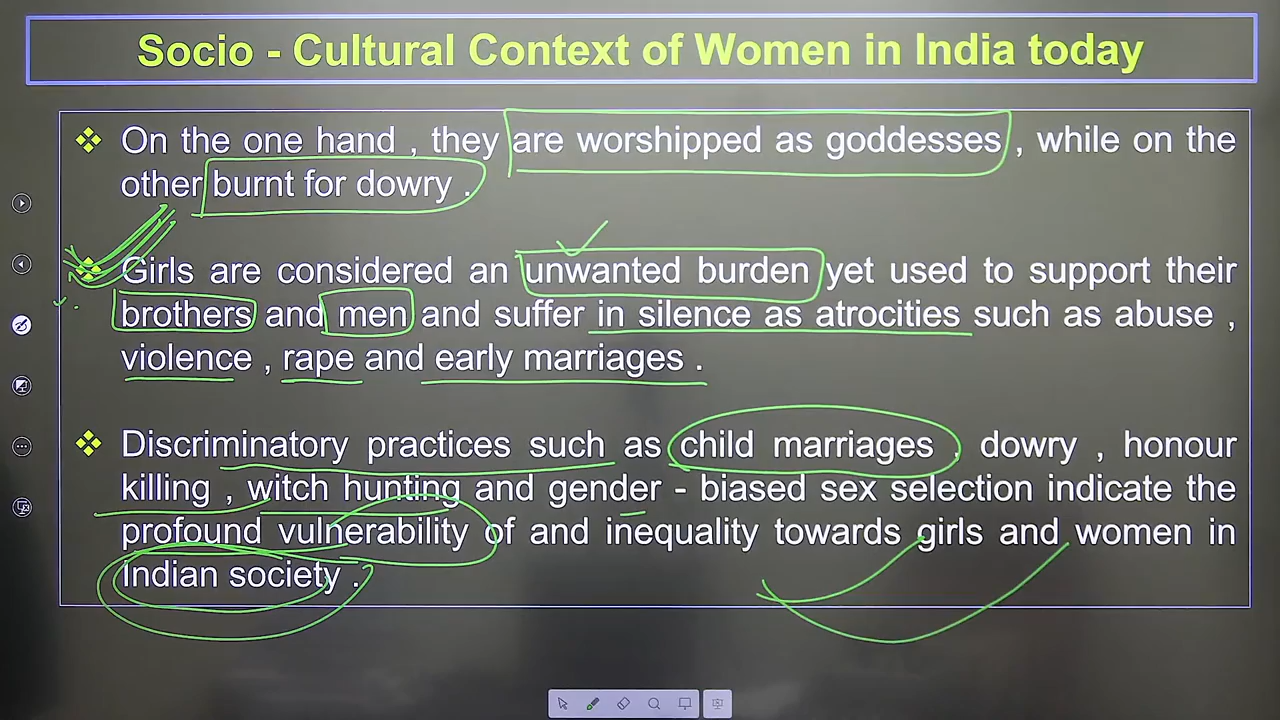 Socio - Cultural Context of Women in India today
On the one hand , they are worshipped as goddesses , while on the
other burnt for dowry .
Girls are considered an unwanted burden yet used to support their
brothers and men and suffer in silence as atrocities such as abuse ,
violence , rape and early marriages .
Discriminatory practices such as child marriages , dowry , honour
killing , witch hunting and gender - biased sex selection indicate the
profound vulnerability of and inequality towards girls and women in
Indian society .